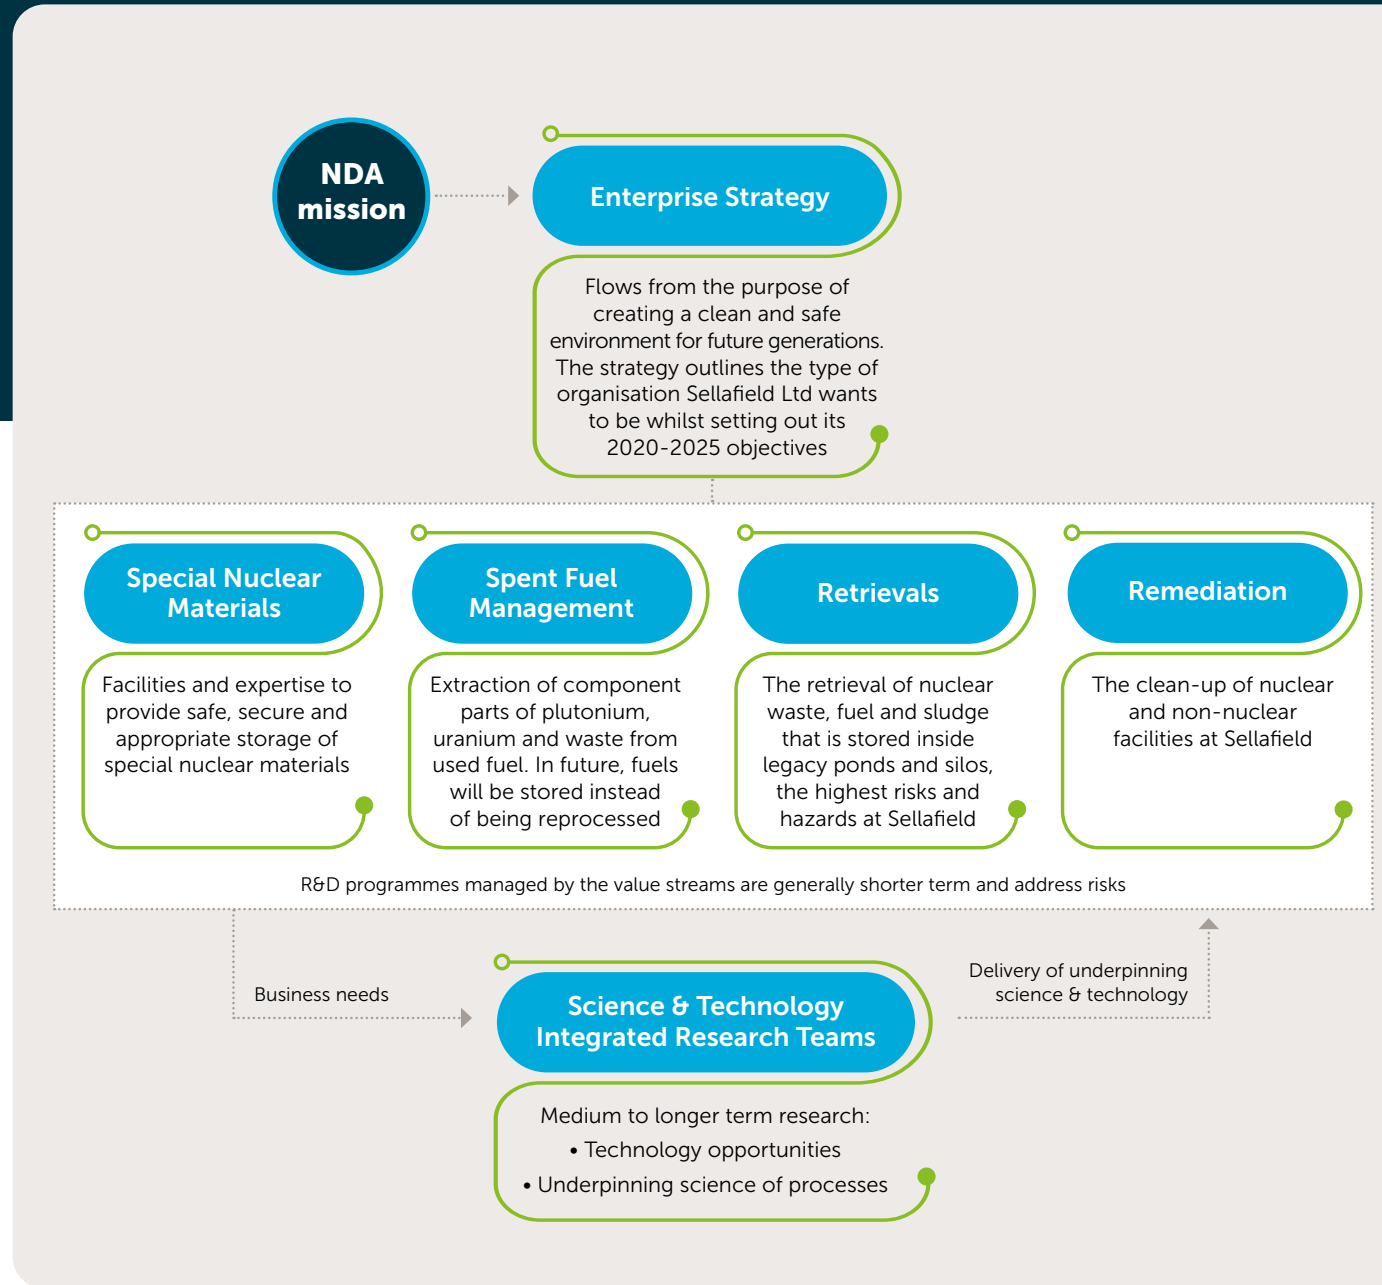 NDA
mission
Enterprise Strategy
Flows from the purpose of
creating a clean and safe
environment for future generations.
The strategy outlines the type of
organisation Sellafield Ltd wants
to be whilst setting out its
2020-2025 objectives
Special Nuclear
Materials
Facilities and expertise to
provide safe, secure and
appropriate storage of
special nuclear materials
Spent Fuel
Management
Extraction of component
parts of plutonium,
uranium and waste from
used fuel. In future, fuels
will be stored instead
of being reprocessed
Retrievals
The retrieval of nuclear
waste, fuel and sludge
that is stored inside
legacy ponds and silos,
the highest risks and
hazards at Sellafield
Remediation
The clean-up of nuclear
and non-nuclear
facilities at Sellafield
R&D programmes managed by the value streams are generally shorter term and address risks
Business needs
Science & Technology
Integrated Research Teams
Medium to longer term research:
• Technology opportunities
• Underpinning science of processes
Delivery of underpinning
science & technology